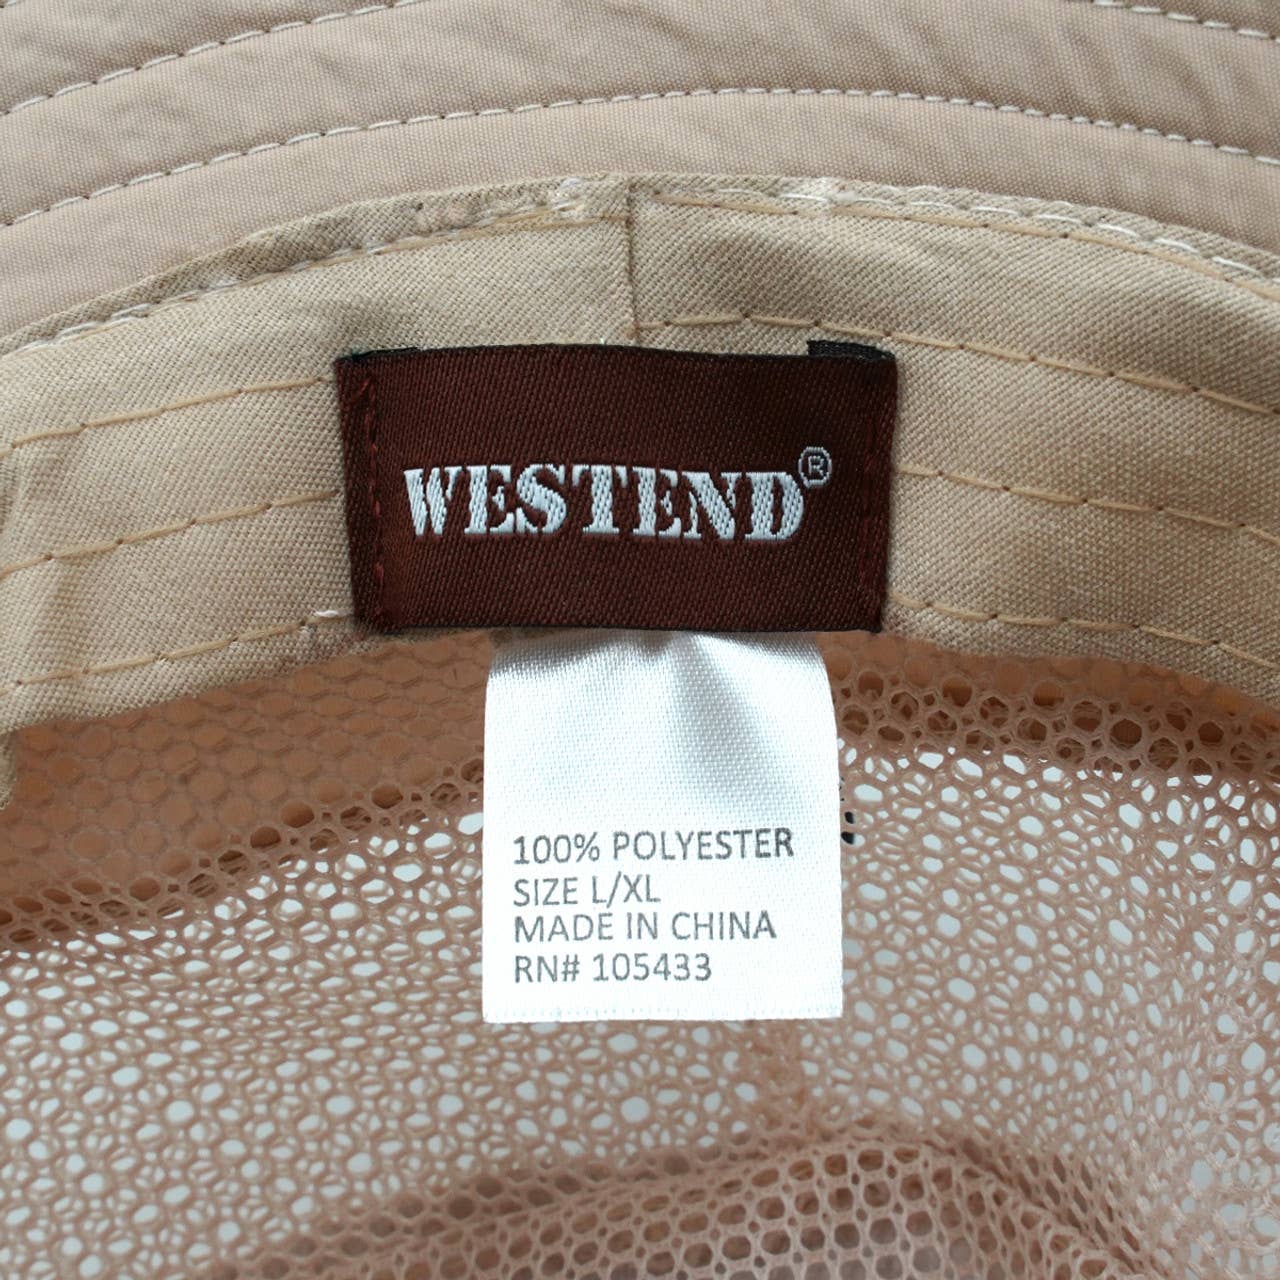 WESTEND®
100% POLYESTER
SIZE L/XL
MADE IN CHINA
RN# 105433